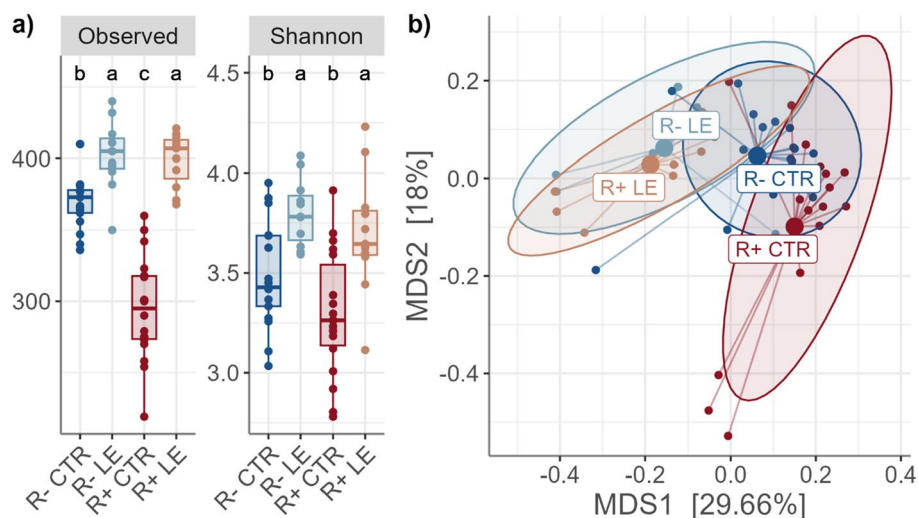 a)
Observed
Shannon
b a c a
b a b a
400
300
4.5
4.0
3.5
3.0
R- CTR
R- LE
R+ CTR
R+ LE
R- CTR
R- LE
R+ CTR
R+ LE
b)
MDS2 [18%]
0.2
0.0
-0.2
-0.4
R- LE
R+ LE
R- CTR
R+ CTR
-0.4 -0.2 0.0 0.2 0.4
MDS1 [29.66%]